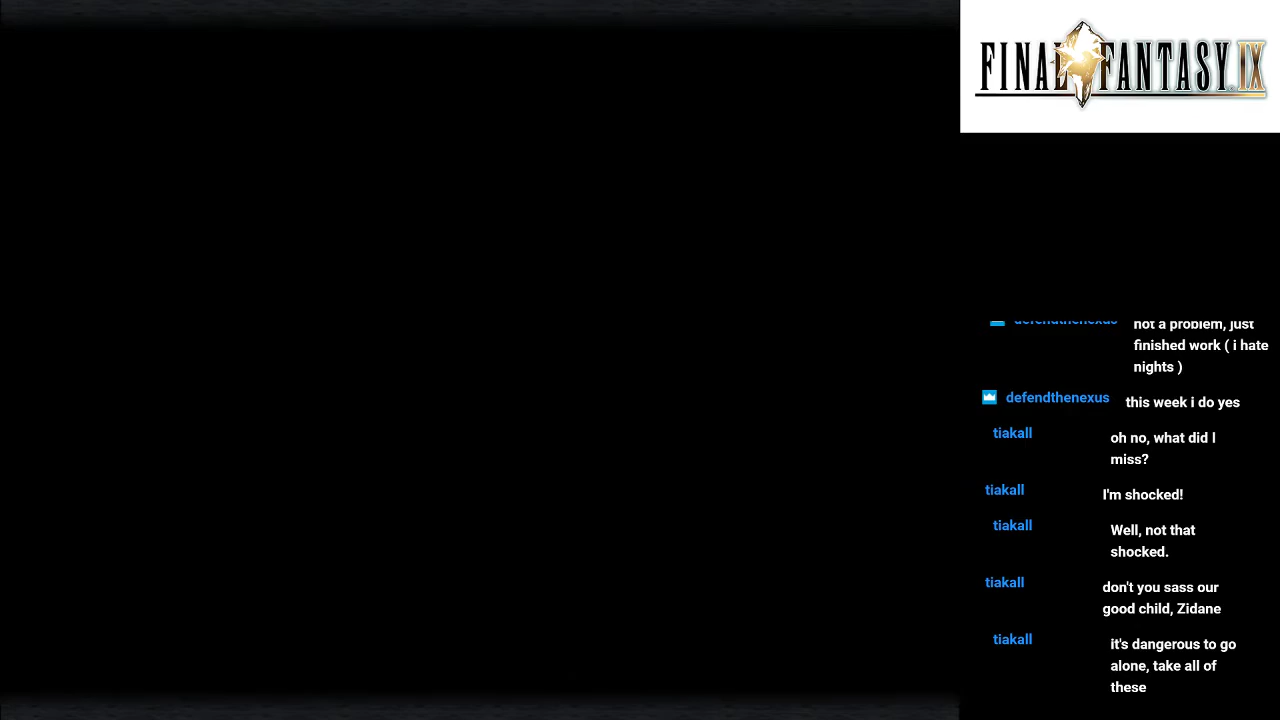 FINAL FANTASY IX
defendthenexus not a problem, just
finished work ( i hate
nights )
defendthenexus this week i do yes
tiakall oh no, what did I
miss?
tiakall I'm shocked!
tiakall Well, not that
shocked.
tiakall don't you sass our
good child, Zidane
tiakall it's dangerous to go
alone, take all of
these